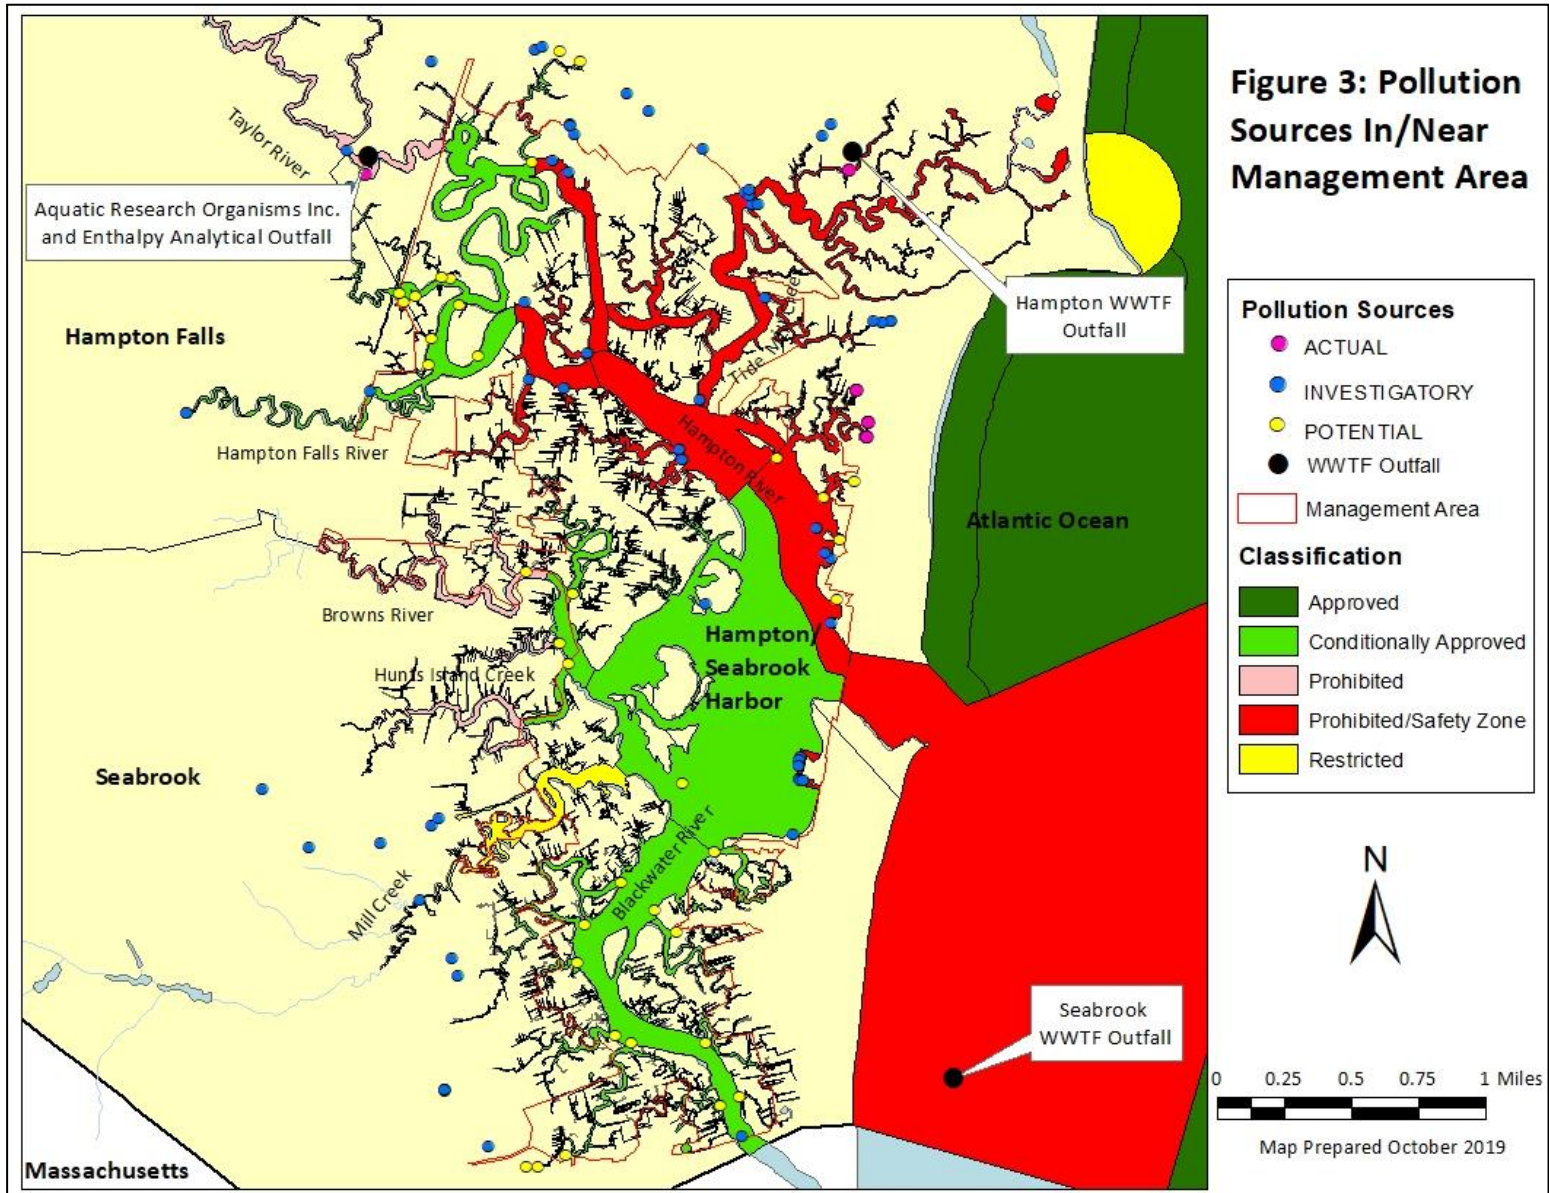 Figure 3: Pollution
Sources In/Near
Management Area
Pollution Sources
ACTUAL
INVESTIGATORY
POTENTIAL
WWTF Outfall
Management Area
Classification
Approved
Conditionally Approved
Prohibited
Prohibited/Safety Zone
Restricted
N
0 0.25 0.5 0.75 1 Miles
Map Prepared October 2019
Taylor River
Aquatic Research Organisms Inc.
and Enthalpy Analytical Outfall
Hampton WWTF
Outfall
Hampton Falls
Hampton Falls River
Hampton River
Atlantic Ocean
Browns River
Hunts Island Creek
Hampton/
Seabrook
Harbor
Seabrook
Mill Creek
Blackwater River
Seabrook
WWTF Outfall
Massachusetts